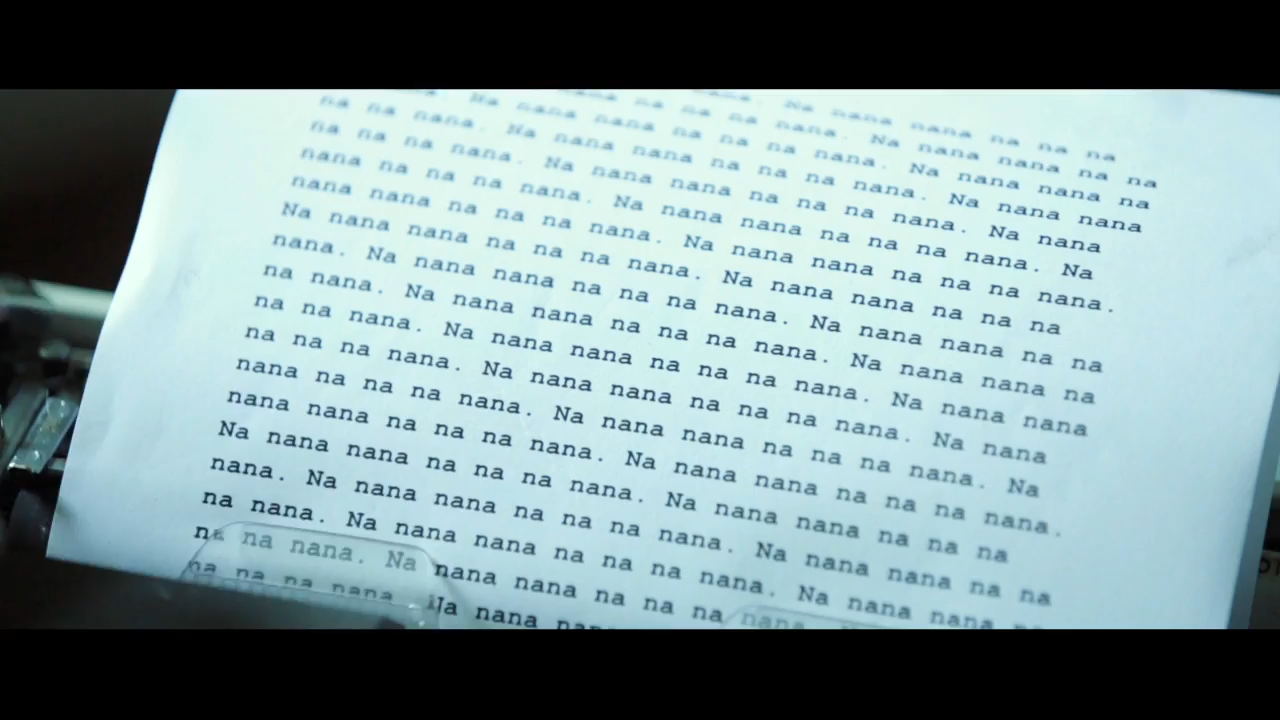 nana. Na nana nana na na na
nana na na na nana. Na nana nana na na
Na nana nana na na na nana. Na nana nana na
na na nana. Na nana nana na na na nana. Na nana nana
na na na nana. Na nana nana na na na nana. Na nana
nana na na na nana. Na nana nana na na na nana. Na
nana nana na na na nana. Na nana nana na na na nana.
Na nana nana na na na nana. Na nana nana na na na
nana. Na nana nana na na na nana. Na nana nana na na
na nana. Na nana nana na na na nana. Na nana nana na
na na nana. Na nana nana na na na nana. Na nana nana
na na na nana. Na nana nana na na na nana. Na nana
nana na na na nana. Na nana nana na na na nana. Na
nana nana na na na nana. Na nana nana na na na nana.
Na nana nana na na na nana. Na nana nana na na na
nana. Na nana nana na na na nana. Na nana nana na na
na nana. Na nana nana na na na nana. Na nana nana na
na na nana. Na nana nana na na na nana.
na na na nana. Na nana